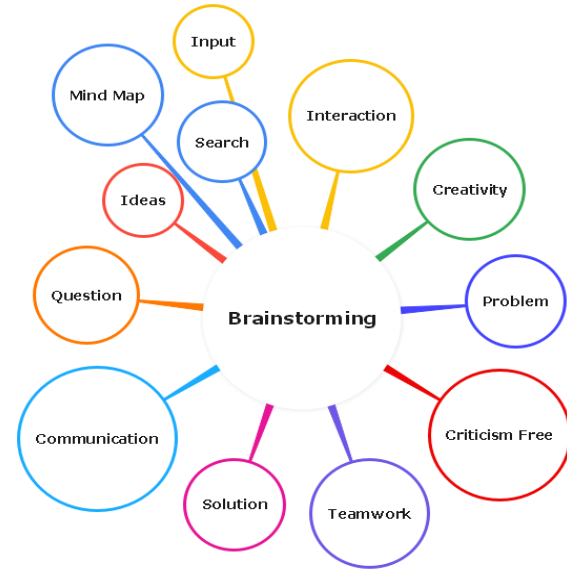 Input
Mind Map
Interaction
Search
Creativity
Ideas
Question
Problem
Brainstorming
Communication
Criticism Free
Solution
Teamwork